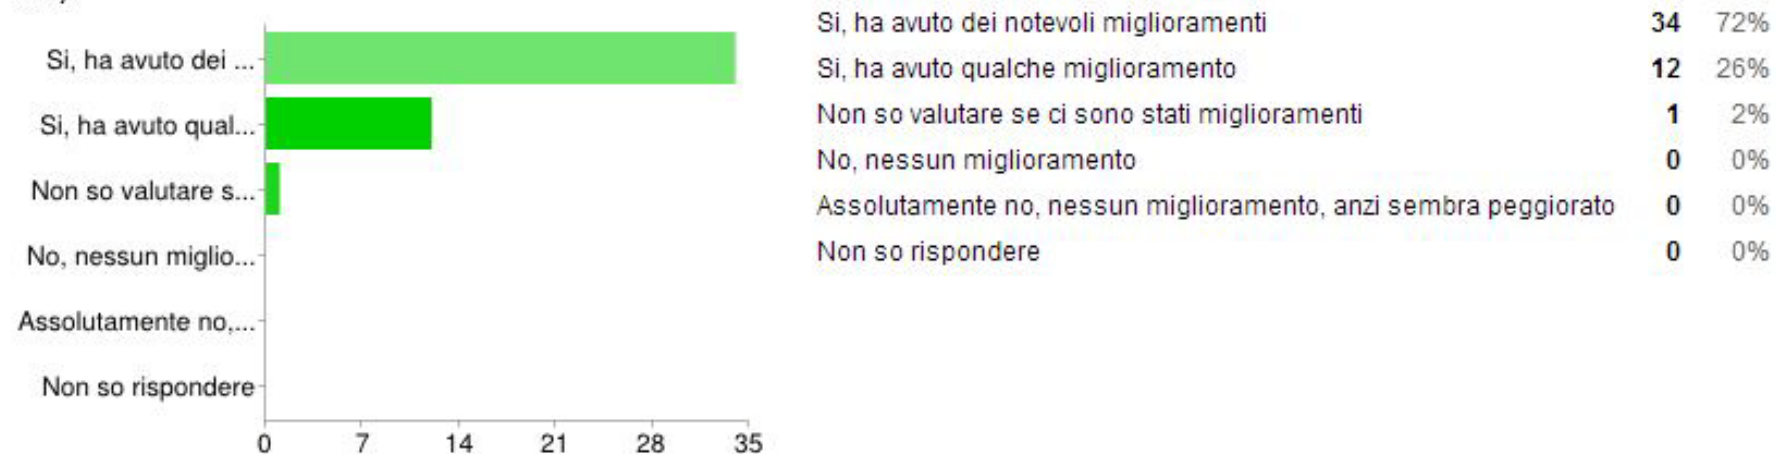 Si, ha avuto dei ...
Si, ha avuto qual...
Non so valutare s...
No, nessun miglio...
Assolutamente no,...
Non so rispondere
0 7 14 21 28 35
Si, ha avuto dei notevoli miglioramenti 34 72%
Si, ha avuto qualche miglioramento 12 26%
Non so valutare se ci sono stati miglioramenti 1 2%
No, nessun miglioramento 0 0%
Assolutamente no, nessun miglioramento, anzi sembra peggiorato 0 0%
Non so rispondere 0 0%